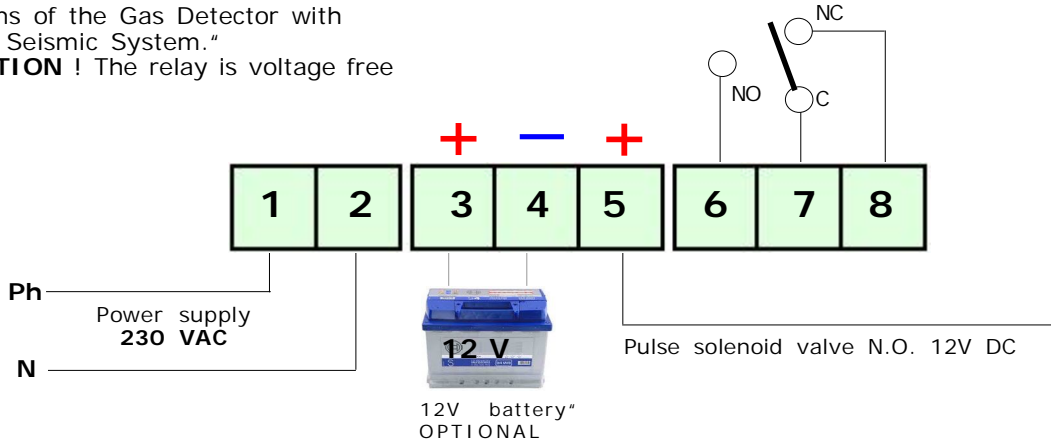 ns of the Gas Detector with
Seismic System.“
TION ! The relay is voltage free
NC
NO
C
+ — +
1 2 3 4 5 6 7 8
Ph
Power supply
230 VAC
N
12 V
Pulse solenoid valve N.O. 12V DC
12V battery“
OPTIONAL